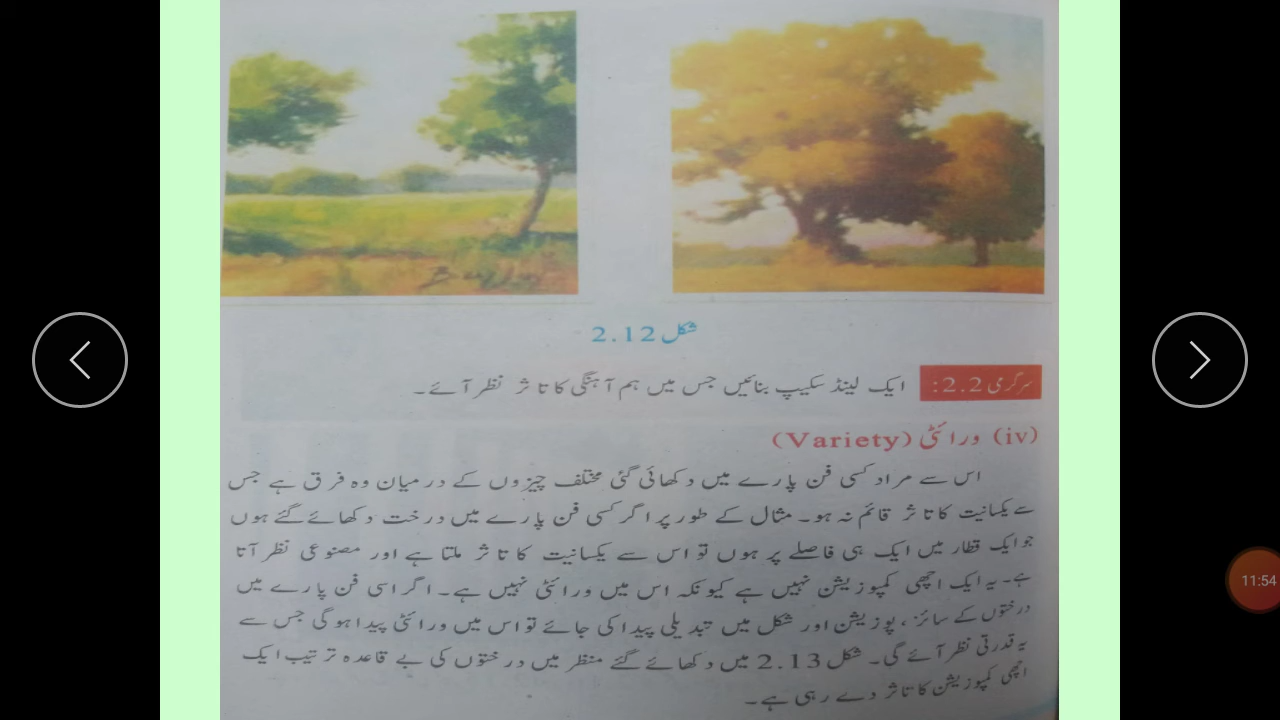 شکل 2.12
سرگرمی 2.2: ایک لینڈ سکیپ بنائیں جس میں ہم آہنگی کا تاثر نظر آئے۔
(iv) ورائٹی (Variety)
اس سے مراد کسی فن پارے میں دکھائی گئی مختلف چیزوں کے درمیان وہ فرق ہے جس
سے یکسانیت کا تاثر قائم نہ ہو۔ مثال کے طور پر اگر کسی فن پارے میں درخت دکھائے گئے ہوں
جو ایک قطار میں ایک ہی فاصلے پر ہوں تو اس سے یکسانیت کا تاثر ملتا ہے اور مصنوعی نظر آتا
ہے۔ یہ ایک اچھی کمپوزیشن نہیں ہے کیونکہ اس میں ورائٹی نہیں ہے۔ اگر اسی فن پارے میں
درختوں کے سائز، پوزیشن اور شکل میں تبدیلی پیدا کی جائے تو اس میں ورائٹی پیدا ہوگی جس سے
یہ قدرتی نظر آئے گی۔ شکل 2.13 میں دکھائے گئے منظر میں درختوں کی بے قاعدہ ترتیب ایک
اچھی کمپوزیشن کا تاثر دے رہی ہے۔
11:54